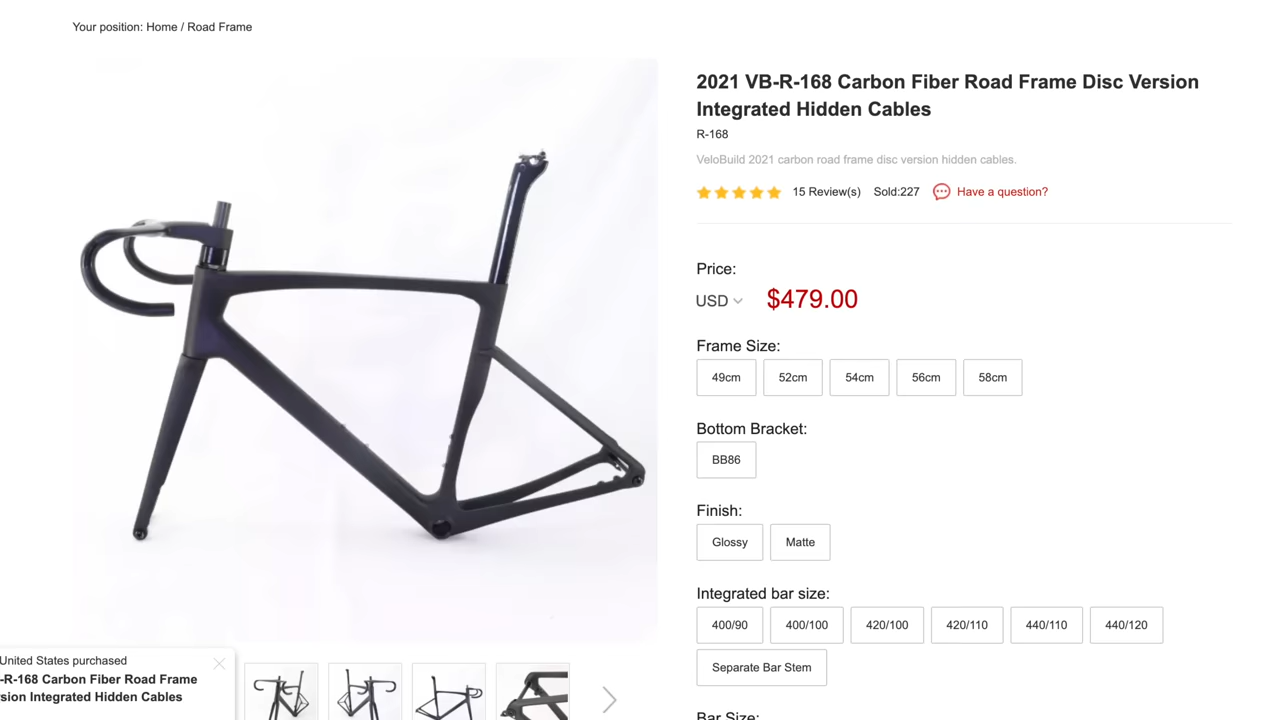 Your position: Home / Road Frame
2021 VB-R-168 Carbon Fiber Road Frame Disc Version
Integrated Hidden Cables
R-168
VeloBuild 2021 carbon road frame disc version hidden cables.
15 Review(s) Sold:227 Have a question?
Price:
USD $479.00
Frame Size:
49cm 52cm 54cm 56cm 58cm
Bottom Bracket:
BB86
Finish:
Glossy Matte
Integrated bar size:
400/90 400/100 420/100 420/110 440/110 440/120
Separate Bar Stem
Bar Size:
United States purchased
-R-168 Carbon Fiber Road Frame
sion Integrated Hidden Cables